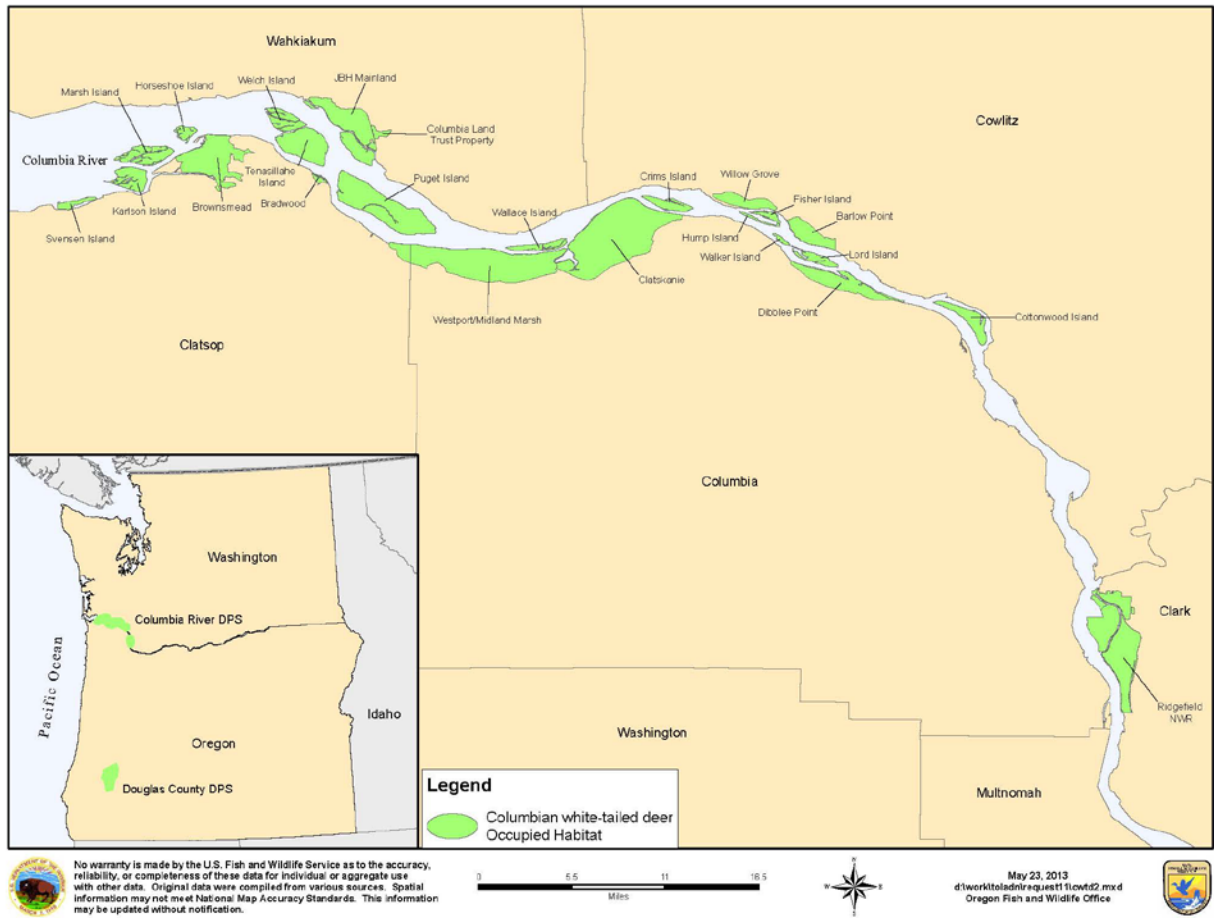 Wahkiakum
Marsh Island
Horseshoe Island
Welch Island
JBH Mainland
Columbia Land
Trust Property
Cowlitz
Columbia River
Tenasillahe
Island
Puget Island
Karlson Island
Brownsmead
Bradwood
Svensen Island
Crims Island
Willow Grove
Fisher Island
Barlow Point
Wallace Island
Hump Island
Walker Island
Lord Island
Clatskanie
Westport/Midland Marsh
Diblolee Point
Cottonwood Island
Clatsop
Columbia
Clark
Ridgefield
NWR
Washington
Multnomah
Washington
Columbia River DPS
Pacific Ocean
Idaho
Oregon
Douglas County DPS
Legend
Columbian white-tailed deer
Occupied Habitat
No warranty is made by the U.S. Fish and Wildlife Service as to the accuracy,
reliability, or completeness of these data for individual or aggregate use
with other data. Original data were compiled from various sources. Spatial
information may not meet National Map Accuracy Standards. This information
may be updated without notification.
0 5.5 11 16.5
Miles
N
W E
S
May 23, 2013
d:\work\toladn\request11\cwtd2.mxd
Oregon Fish and Wildlife Office